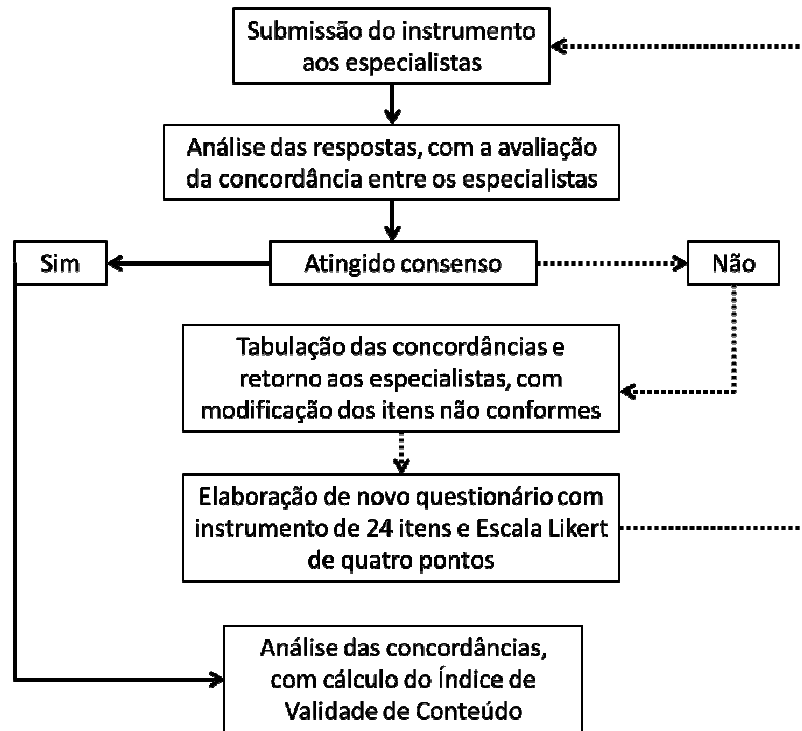 Submissão do instrumento
aos especialistas
Análise das respostas, com a avaliação
da concordância entre os especialistas
Sim
Atingido consenso
Não
Tabulação das concordâncias e
retorno aos especialistas, com
modificação dos itens não conformes
Elaboração de novo questionário com
instrumento de 24 itens e Escala Likert
de quatro pontos
Análise das concordâncias,
com cálculo do Índice de
Validade de Conteúdo